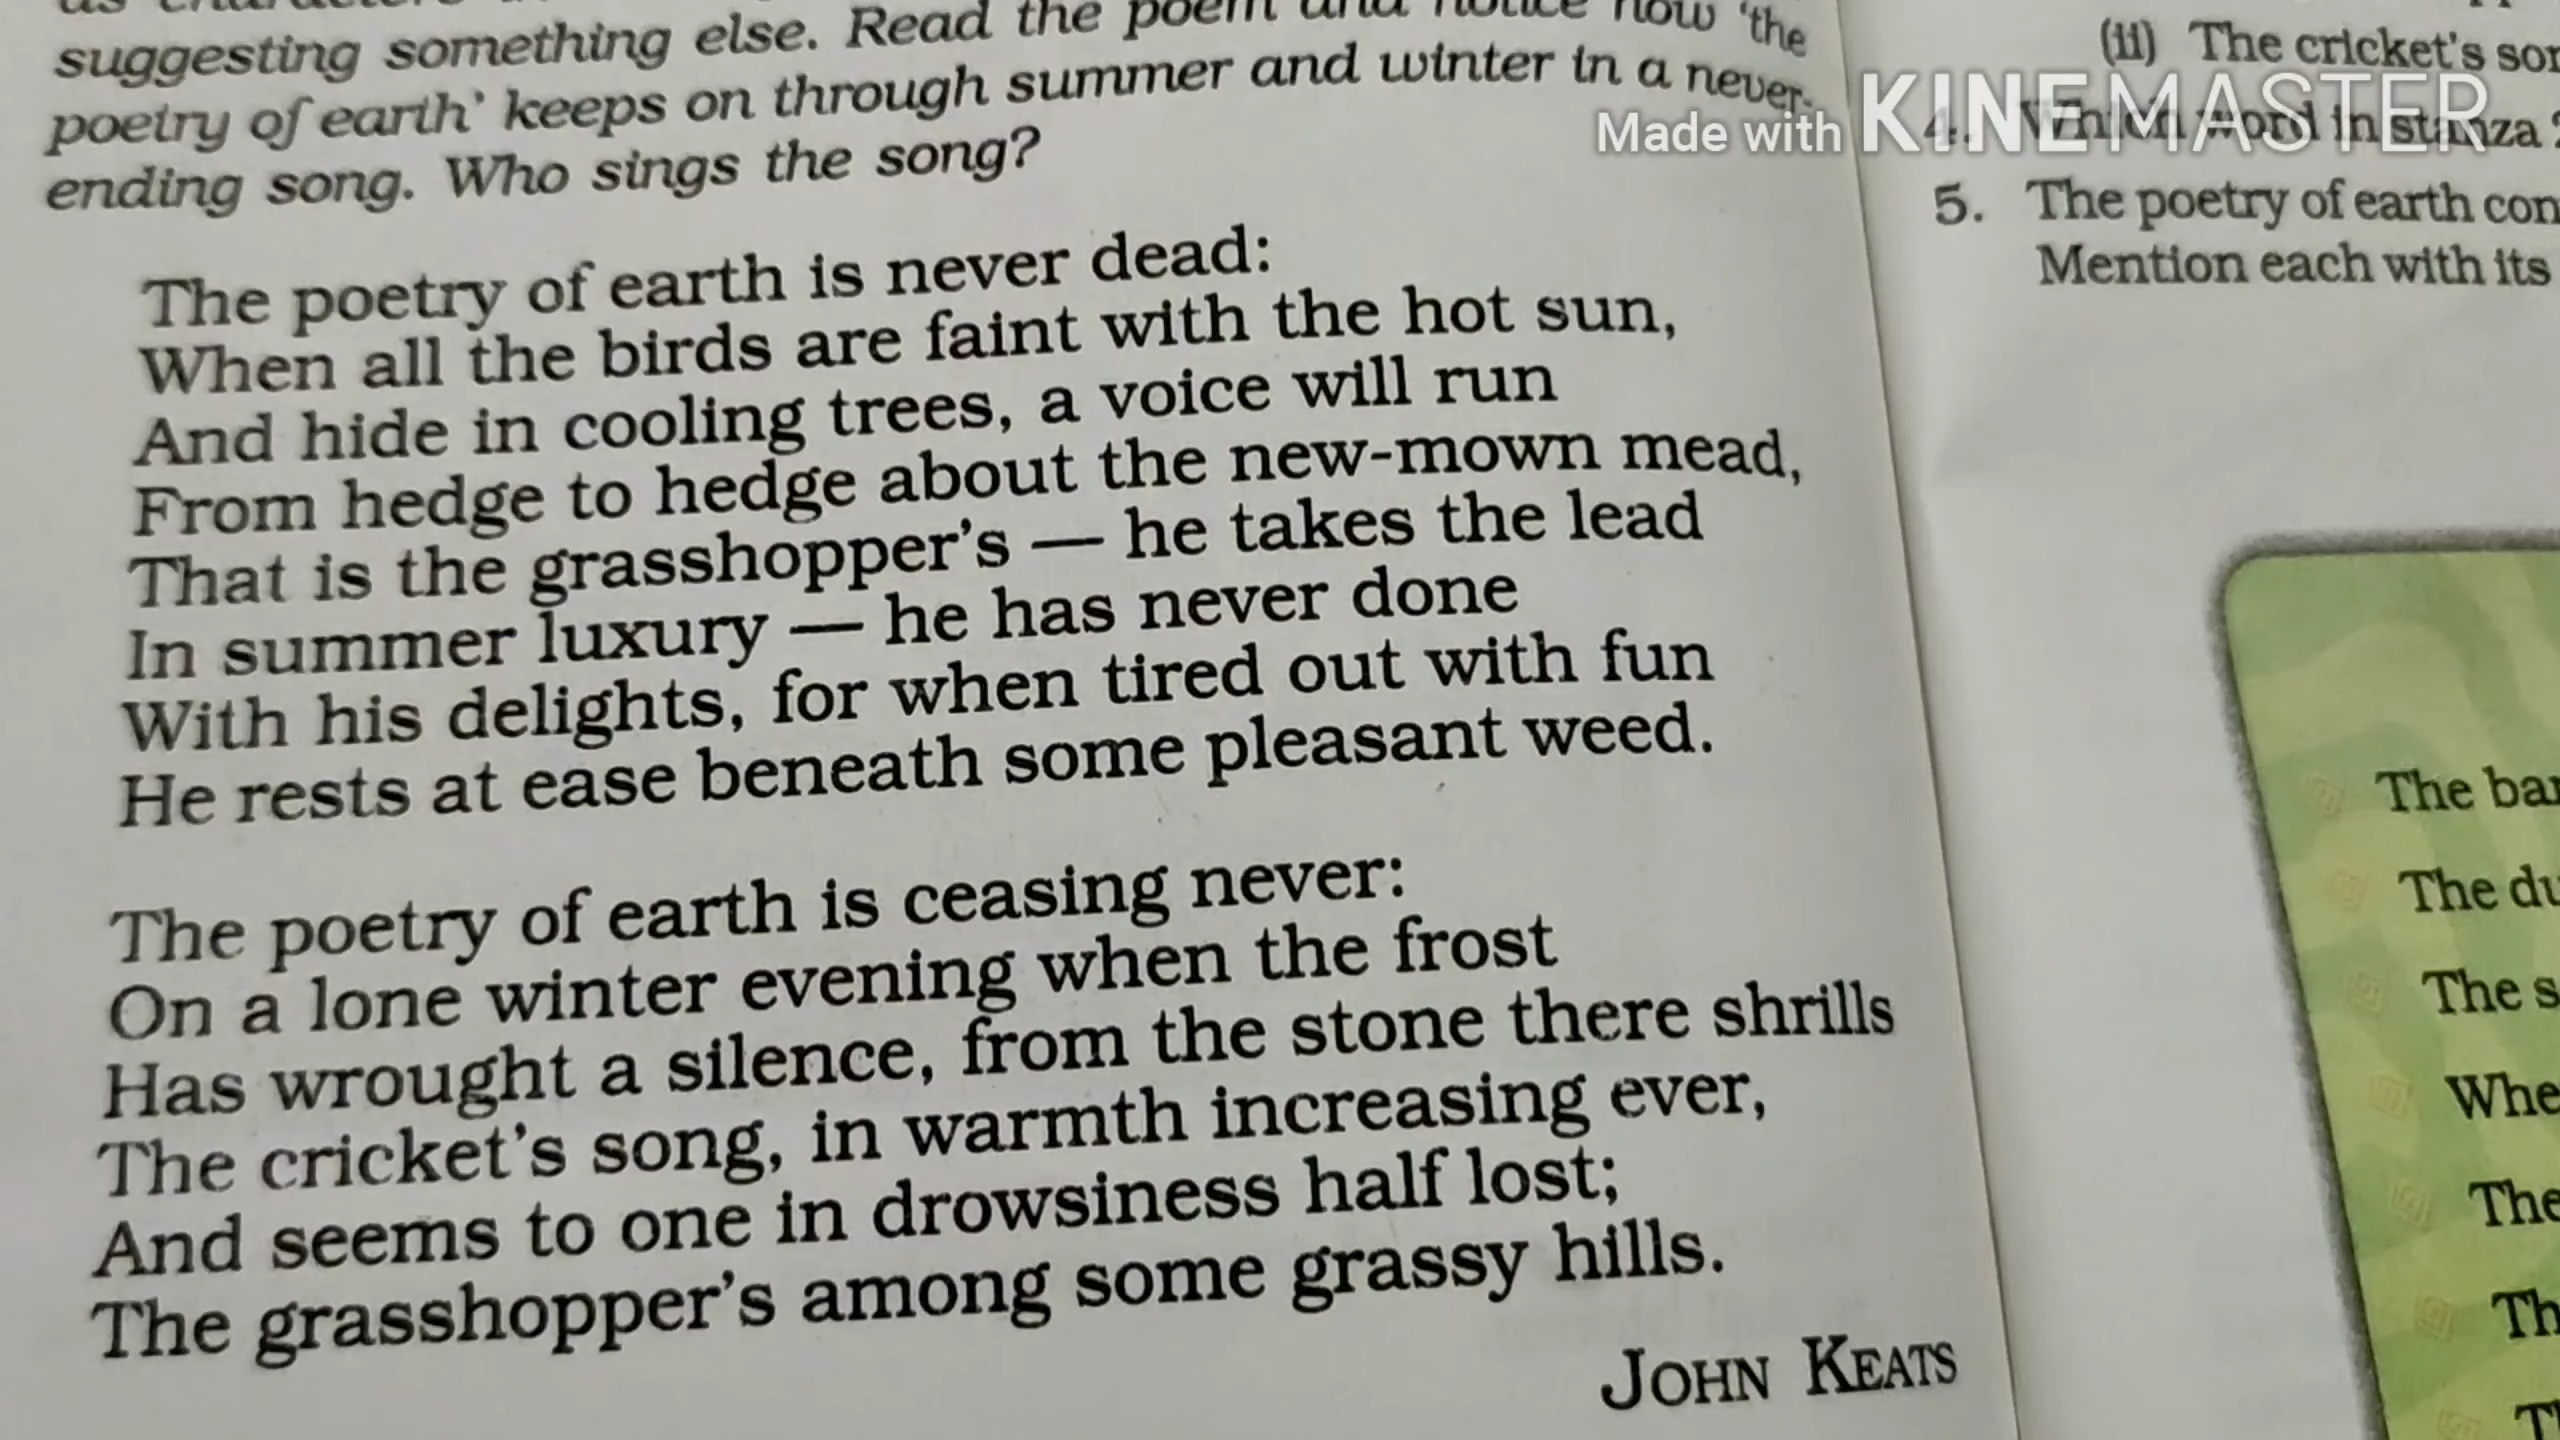 suggesting something else. Read the poem and notice how 'the
poetry of earth' keeps on through summer and winter in a never-
ending song. Who sings the song?
The poetry of earth is never dead:
When all the birds are faint with the hot sun,
And hide in cooling trees, a voice will run
From hedge to hedge about the new-mown mead,
That is the grasshopper's — he takes the lead
In summer luxury — he has never done
With his delights, for when tired out with fun
He rests at ease beneath some pleasant weed.
The poetry of earth is ceasing never:
On a lone winter evening when the frost
Has wrought a silence, from the stone there shrills
The cricket's song, in warmth increasing ever,
And seems to one in drowsiness half lost;
The grasshopper's among some grassy hills.
JOHN KEATS
Made with KINEMASTER
(ii) The cricket's
4. Which word in stanza
5. The poetry of earth
Mention each with its
The
The
The
The